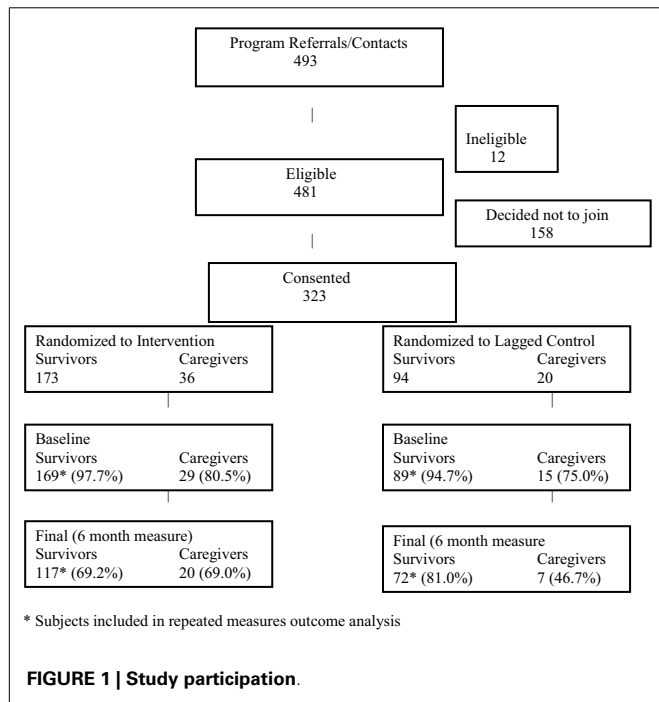 Program Referrals/Contacts
493
Ineligible
12
Eligible
481
Decided not to join
158
Consented
323
Randomized to Intervention
Survivors Caregivers
173 36
Randomized to Lagged Control
Survivors Caregivers
94 20
Baseline
Survivors Caregivers
169* (97.7%) 29 (80.5%)
Baseline
Survivors Caregivers
89* (94.7%) 15 (75.0%)
Final (6 month measure)
Survivors Caregivers
117* (69.2%) 20 (69.0%)
Final (6 month measure
Survivors Caregivers
72* (81.0%) 7 (46.7%)
* Subjects included in repeated measures outcome analysis
FIGURE 1 | Study participation.